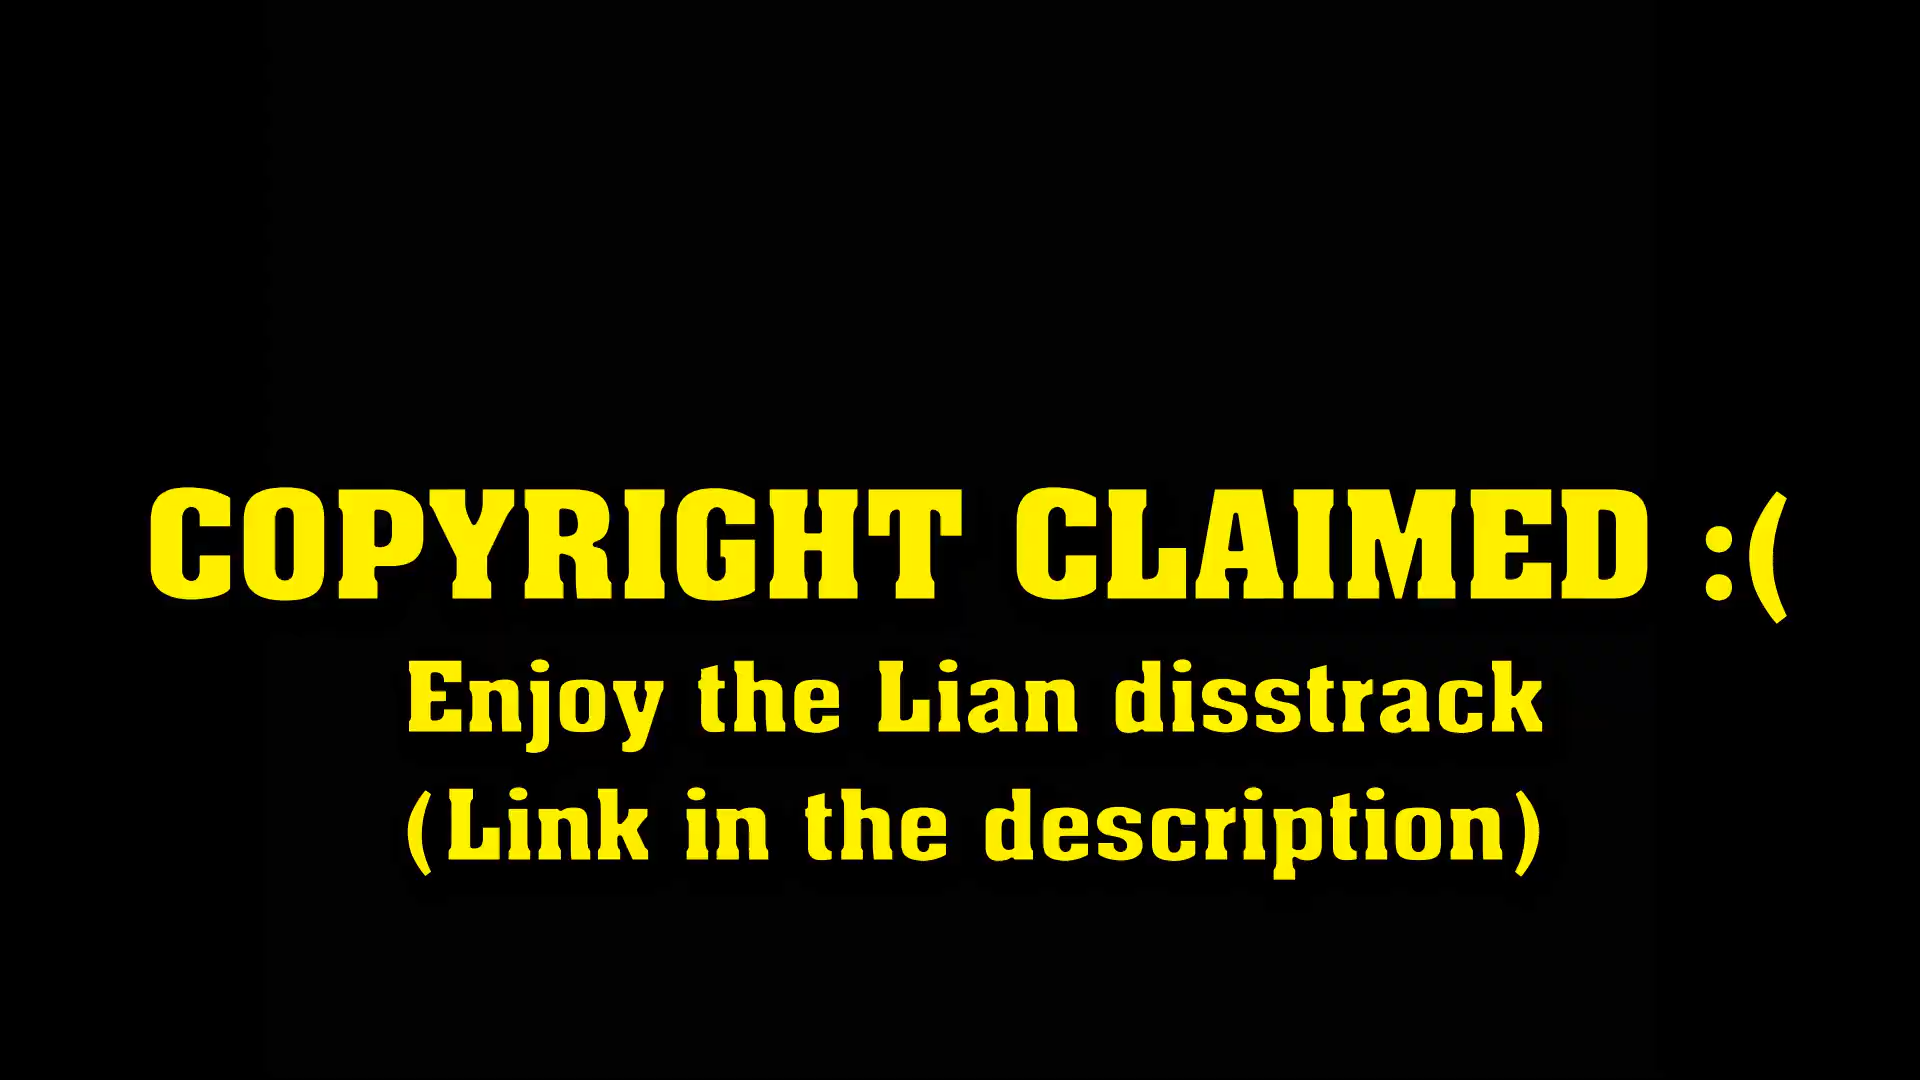 COPYRIGHT CLAIMED :(
Enjoy the Lian disstrack
(Link in the description)